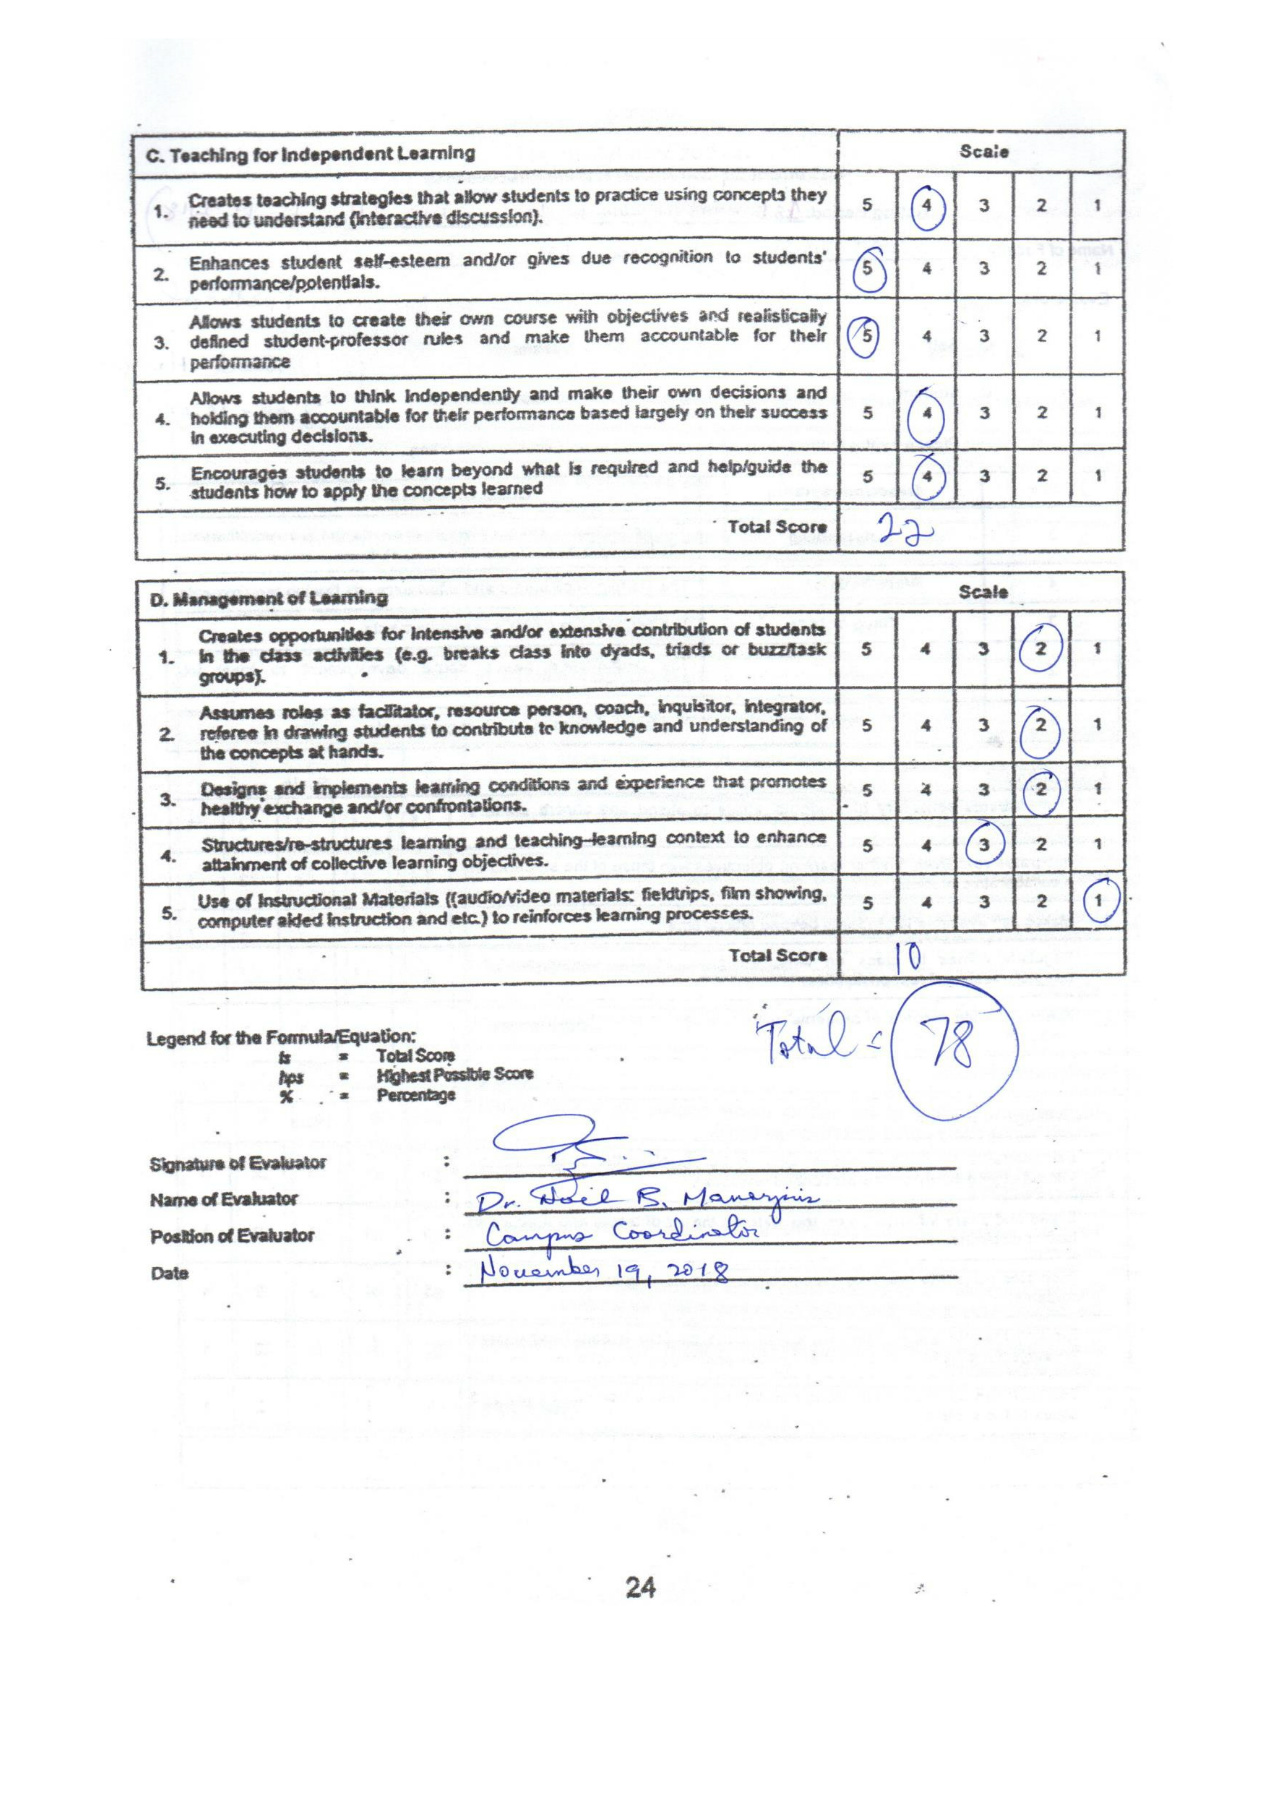 C. Teaching for Independent Learning Scale
1. Creates teaching strategies that allow students to practice using concepts they 5 4 3 2 1
need to understand (interactive discussion).
2. Enhances student self-esteem and/or gives due recognition to students' 5 4 3 2 1
performance/potentials.
Allows students to create their own course with objectives and realistically
3. defined student-professor rules and make them accountable for their 5 4 3 2 1
performance
Allows students to think independently and make their own decisions and
4. holding them accountable for their performance based largely on their success 5 4 3 2 1
in executing decisions.
5. Encourages students to learn beyond what is required and help/guide the 5 4 3 2 1
students how to apply the concepts learned
Total Score 22
D. Management of Learning Scale
Creates opportunities for intensive and/or extensive contribution of students
1. in the class activities (e.g. breaks class into dyads, triads or buzz/task 5 4 3 2 1
groups).
Assumes roles as facilitator, resource person, coach, inquisitor, integrator,
2. referee in drawing students to contribute to knowledge and understanding of 5 4 3 2 1
the concepts at hands.
3. Designs and implements learning conditions and experience that promotes 5 4 3 2 1
healthy exchange and/or confrontations.
4. Structures/re-structures learning and teaching-learning context to enhance 5 4 3 2 1
attainment of collective learning objectives.
5. Use of Instructional Materials ((audio/video materials: fieldtrips, film showing, 5 4 3 2 1
computer aided instruction and etc.) to reinforces learning processes.
Total Score 10
Total = 78
Legend for the Formula/Equation:
ts = Total Score
hps = Highest Possible Score
% = Percentage
Signature of Evaluator :
Name of Evaluator : Dr. B.
Position of Evaluator : Campus Coordinator
Date : November 19, 2018
24